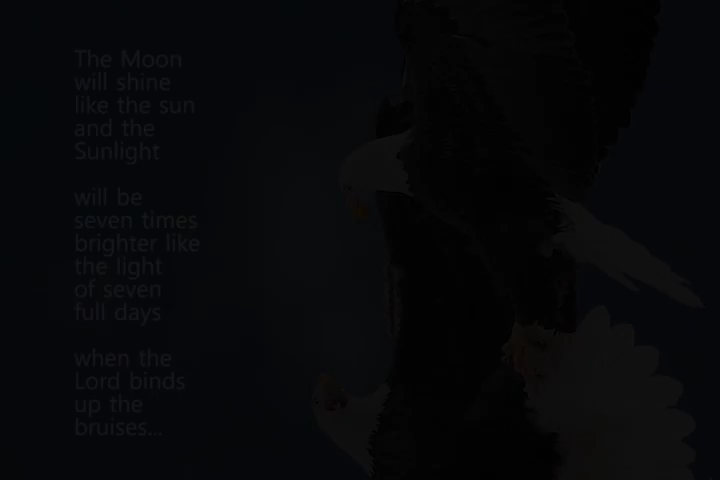 The Moon
will shine
like the sun
and the
Sunlight
will be
seven times
brighter like
the light
of seven
full days
when the
Lord binds
up the
bruises...